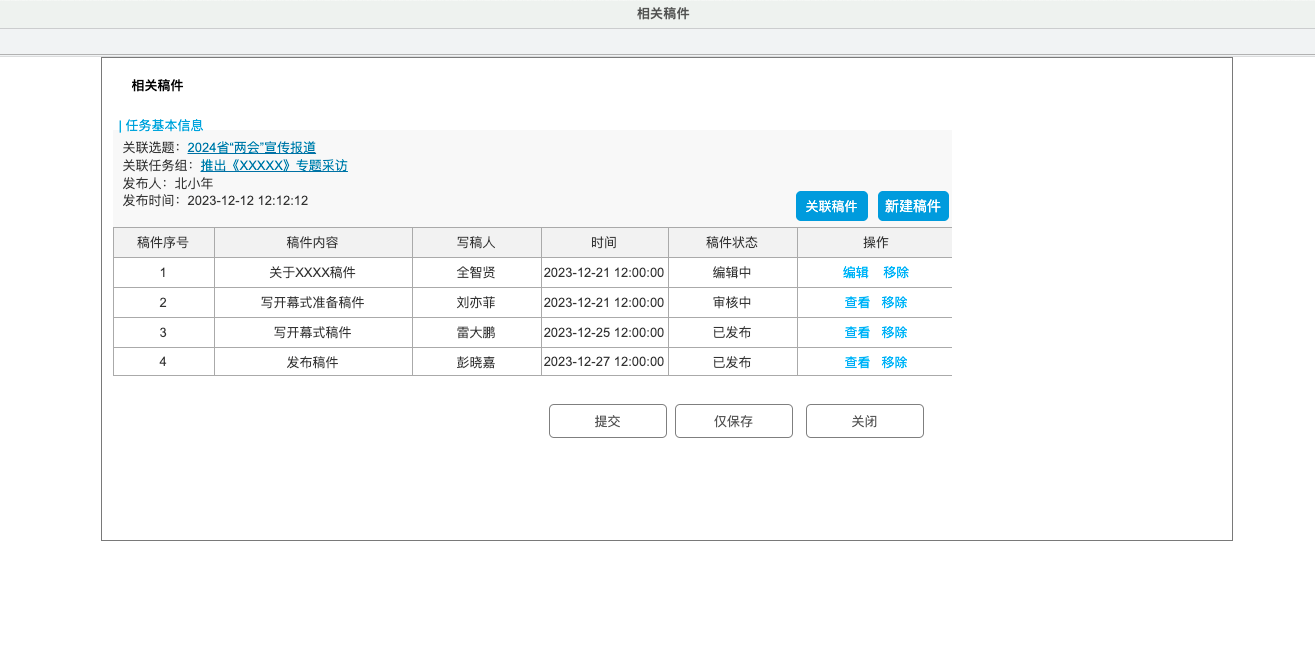 相关稿件
相关稿件
| 任务基本信息
关联选题：2024省“两会”宣传报道
关联任务组：推出《XXXXX》专题采访
发布人：北小年
发布时间：2023-12-12 12:12:12
关联稿件 新建稿件
稿件序号 稿件内容 写稿人 时间 稿件状态 操作
1 关于XXXX稿件 全智贤 2023-12-21 12:00:00 编辑中 编辑 移除
2 写开幕式准备稿件 刘亦菲 2023-12-21 12:00:00 审核中 查看 移除
3 写开幕式稿件 雷大鹏 2023-12-25 12:00:00 已发布 查看 移除
4 发布稿件 彭晓嘉 2023-12-27 12:00:00 已发布 查看 移除
提交 仅保存 关闭